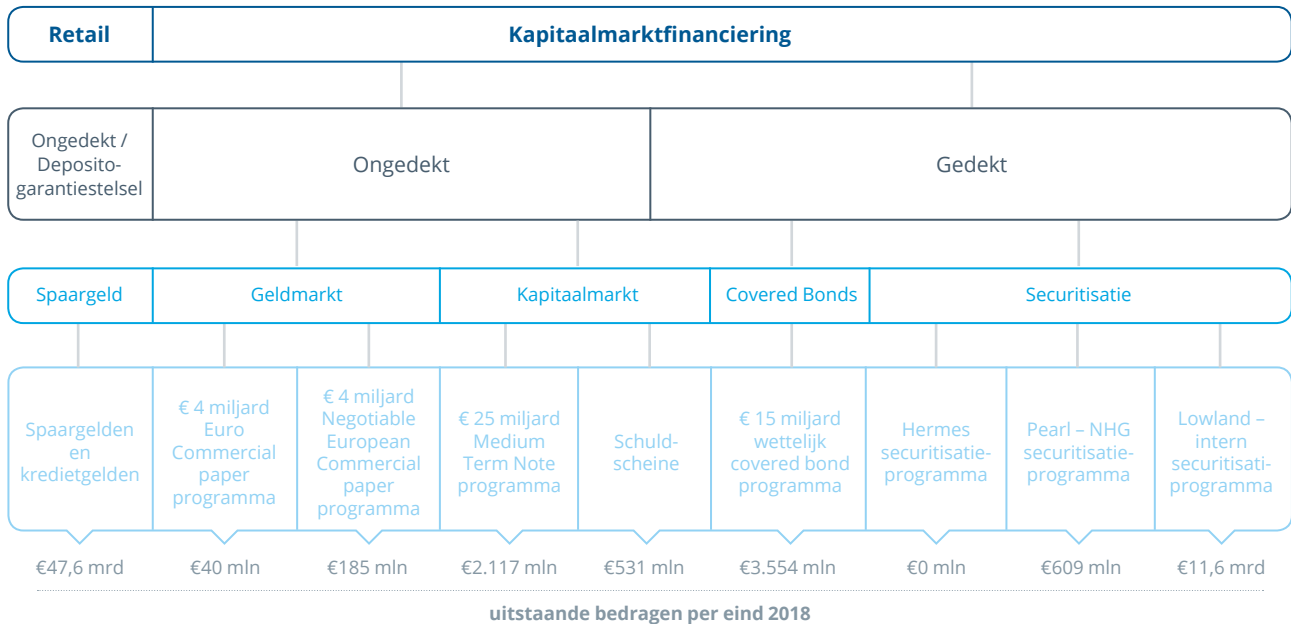 Retail
Kapitaalmarktfinanciering
Ongedekt /
Deposito-
garantiestelsel
Ongedekt
Gedekt
Spaargeld
Geldmarkt
Kapitaalmarkt
Covered Bonds
Securitisatie
Spaargelden
en
kredietgelden
€ 4 miljard
Euro
Commercial
paper
programma
€ 4 miljard
Negotiable
European
Commercial
paper
programma
€ 25 miljard
Medium
Term Note
programma
Schuld-
scheine
€ 15 miljard
wettelijk
covered bond
programma
Hermes
securitisatie-
programma
Pearl – NHG
securitisatie-
programma
Lowland –
intern
securitisati-
programma
€47,6 mrd
€40 mln
€185 mln
€2.117 mln
€531 mln
€3.554 mln
€0 mln
€609 mln
€11,6 mrd
uitstaande bedragen per eind 2018